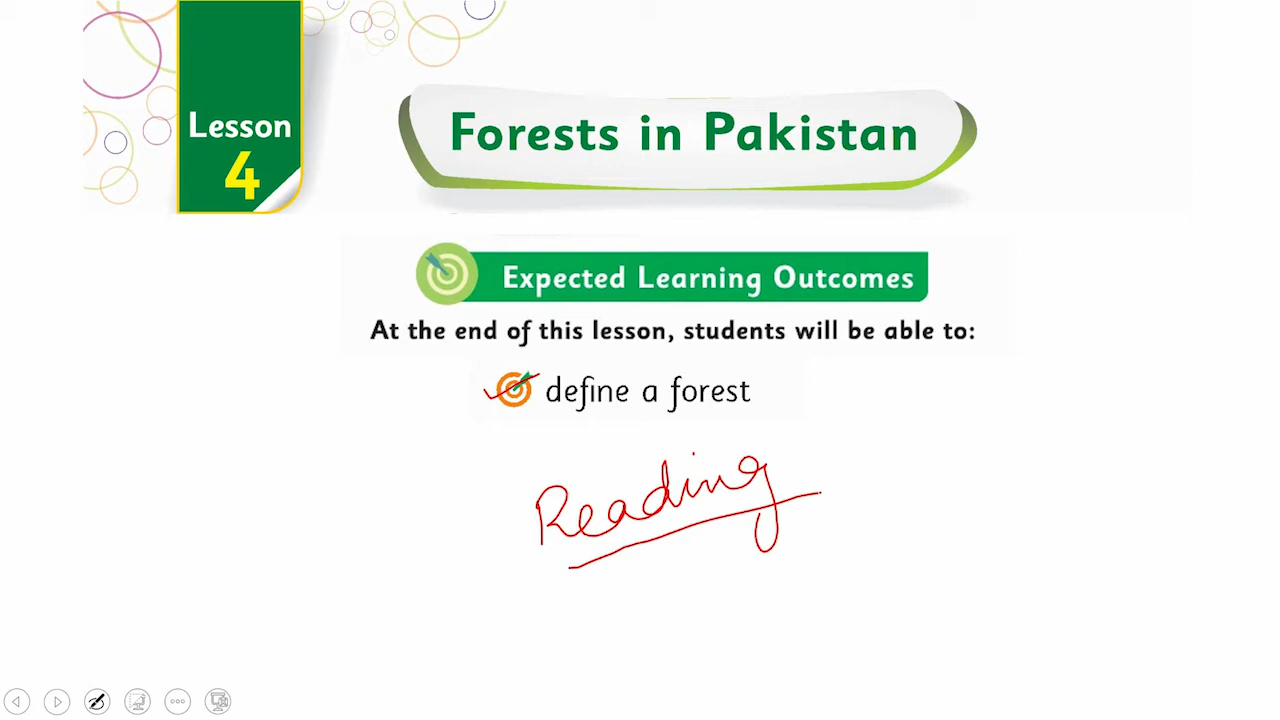 Lesson
4
Forests in Pakistan
Expected Learning Outcomes
At the end of this lesson, students will be able to:
define a forest
Reading